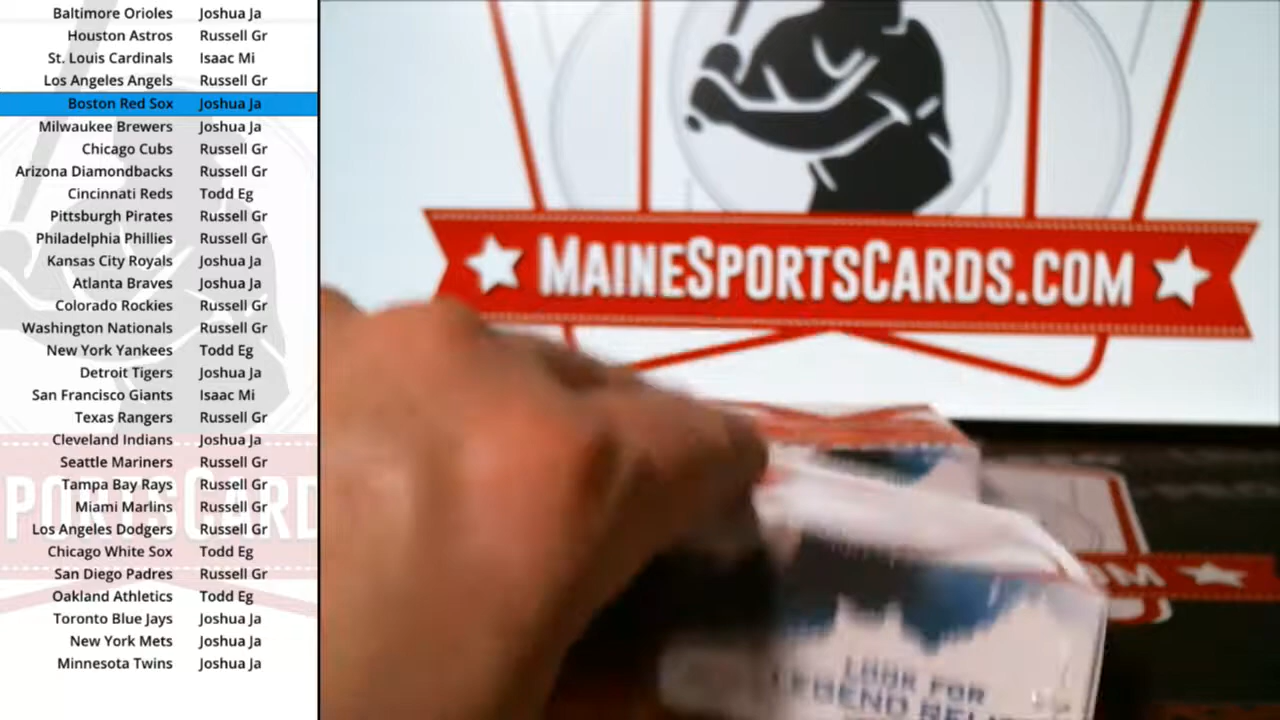 Baltimore Orioles Joshua Ja
Houston Astros Russell Gr
St. Louis Cardinals Isaac Mi
Los Angeles Angels Russell Gr
Boston Red Sox Joshua Ja
Milwaukee Brewers Joshua Ja
Chicago Cubs Russell Gr
Arizona Diamondbacks Russell Gr
Cincinnati Reds Todd Eg
Pittsburgh Pirates Russell Gr
Philadelphia Phillies Russell Gr
Kansas City Royals Joshua Ja
Atlanta Braves Joshua Ja
Colorado Rockies Russell Gr
Washington Nationals Russell Gr
New York Yankees Todd Eg
Detroit Tigers Joshua Ja
San Francisco Giants Isaac Mi
Texas Rangers Russell Gr
Cleveland Indians Joshua Ja
Seattle Mariners Russell Gr
Tampa Bay Rays Russell Gr
Miami Marlins Russell Gr
Los Angeles Dodgers Russell Gr
Chicago White Sox Todd Eg
San Diego Padres Russell Gr
Oakland Athletics Todd Eg
Toronto Blue Jays Joshua Ja
New York Mets Joshua Ja
Minnesota Twins Joshua Ja
MAINESPORTSCARDS.COM
LOOK FOR
LEGEND